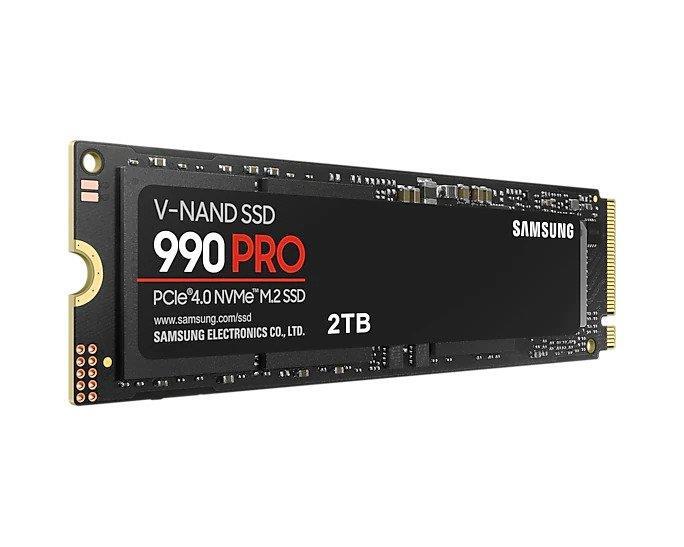 V-NAND SSD
990 PRO
SAMSUNG
PCIe®4.0 NVMe™ M.2 SSD
www.samsung.com/ssd
SAMSUNG ELECTRONICS CO., LTD.
2TB